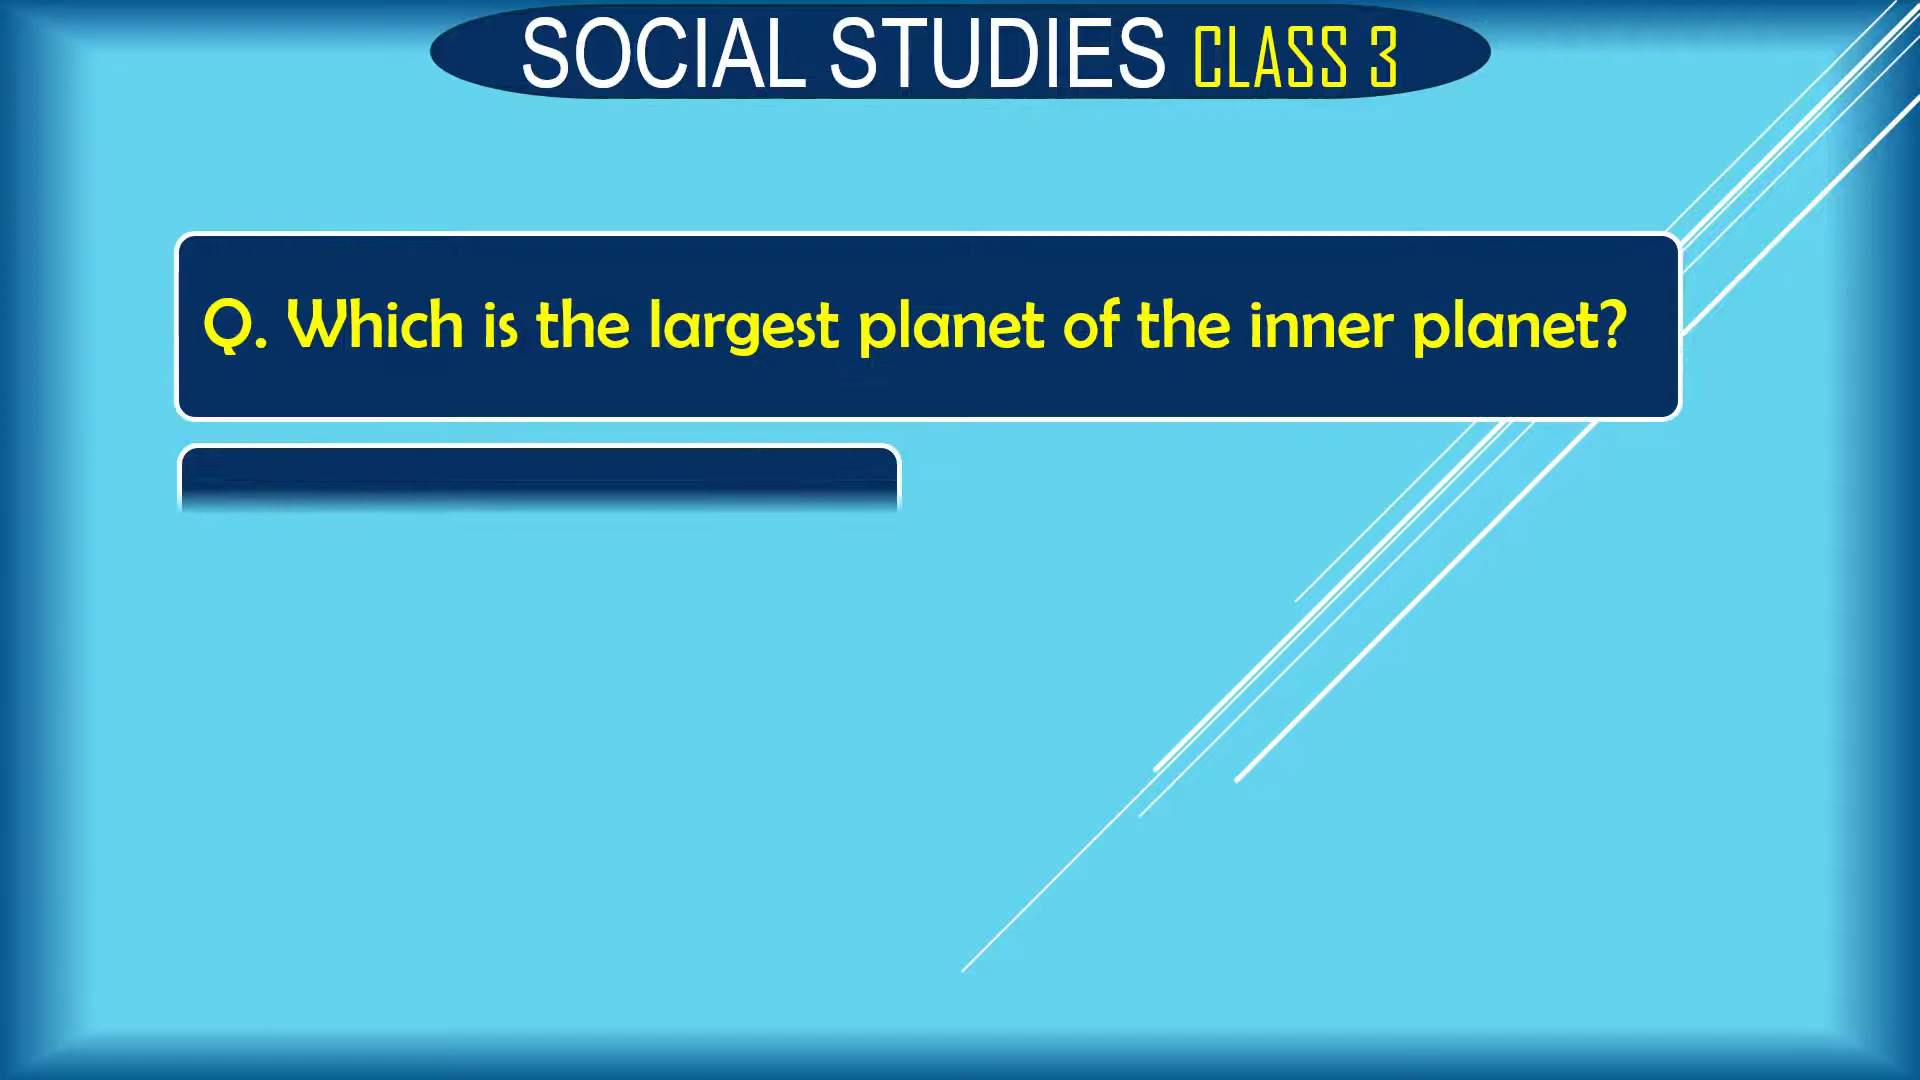 SOCIAL STUDIES CLASS 3
Q. Which is the largest planet of the inner planet?